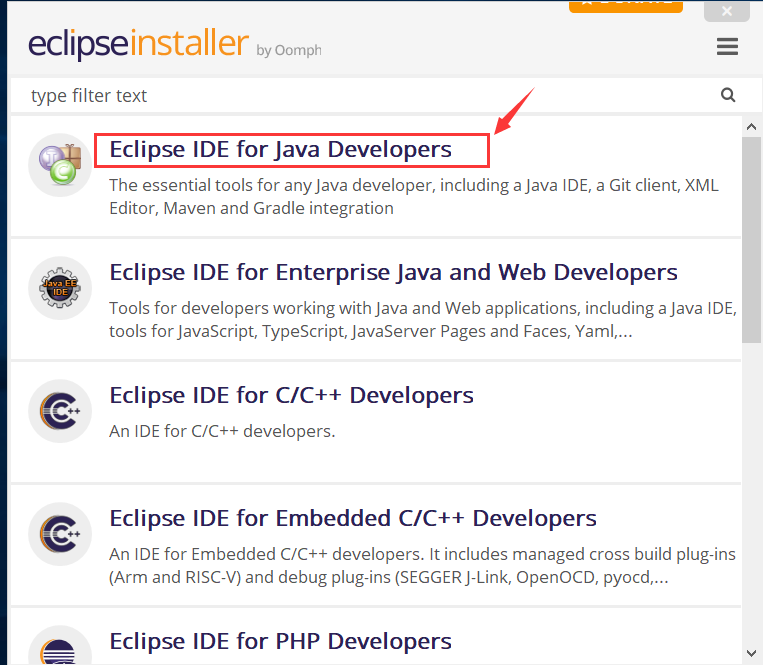 eclipseinstaller by Oomph
type filter text
Eclipse IDE for Java Developers
The essential tools for any Java developer, including a Java IDE, a Git client, XML
Editor, Maven and Gradle integration
Java EE
IDE
Eclipse IDE for Enterprise Java and Web Developers
Tools for developers working with Java and Web applications, including a Java IDE,
tools for JavaScript, TypeScript, JavaServer Pages and Faces, Yaml,...
C++
Eclipse IDE for C/C++ Developers
An IDE for C/C++ developers.
C++
Eclipse IDE for Embedded C/C++ Developers
An IDE for Embedded C/C++ developers. It includes managed cross build plug-ins
(Arm and RISC-V) and debug plug-ins (SEGGER J-Link, OpenOCD, pyocd,...
Eclipse IDE for PHP Developers